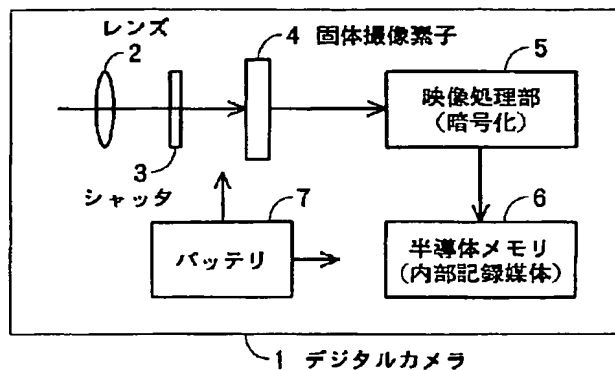 レンズ
2
4 固体撮像素子
5
映像処理部
(暗号化)
3
シャッタ
7
バッテリ
6
半導体メモリ
(内部記録媒体)
1 デジタルカメラ